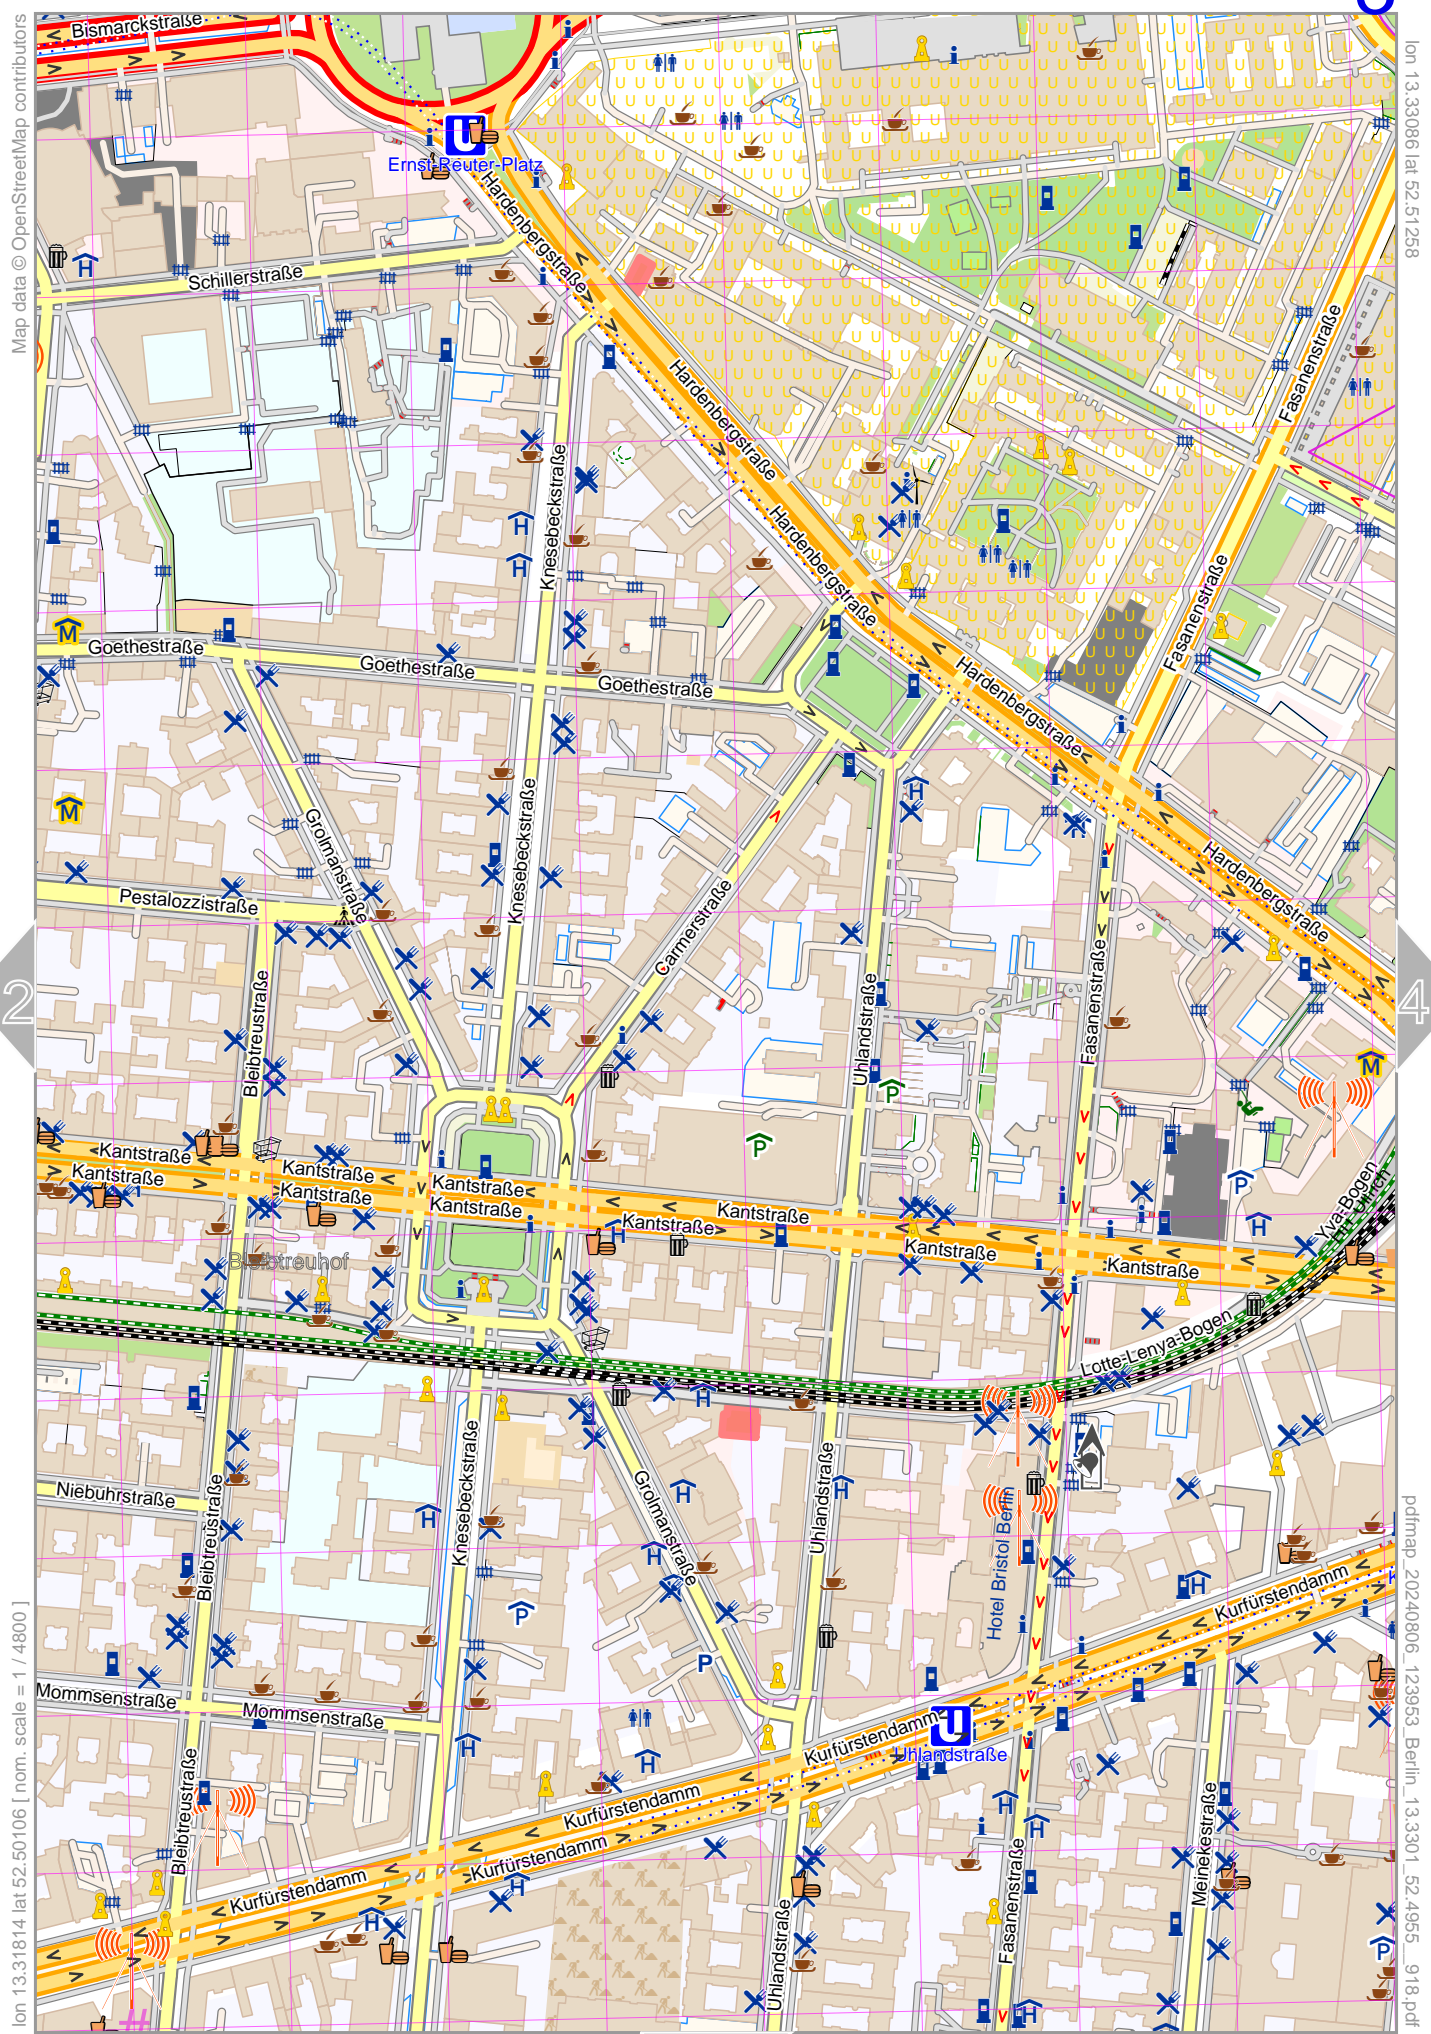 Map data © OpenStreetMap contributors
lon 13.33086 lat 52.51258
lon 13.31814 lat 52.50106 [ nom. scale = 1 / 4800 ]
pdfmap_20240806_123953_Berlin_13.3301_52.4955__918.pdf
2
4
Bismarckstraße
Ernst-Reuter-Platz
Hardenbergstraße
Schillerstraße
Fasanenstraße
Hardenbergstraße
Knesebeckstraße
Hardenbergstraße
Fasanenstraße
Goethestraße
Goethestraße
Goethestraße
Hardenbergstraße
Grolmanstraße
Knesebeckstraße
Hardenbergstraße
Pestalozzistraße
Carmerstraße
Fasanenstraße
Bleibtreustraße
Uhlandstraße
Kantstraße
Kantstraße
Kantstraße
Kantstraße
Kantstraße
Kantstraße
Kantstraße
Kantstraße
Kantstraße
Kantstraße
Yva-Bogen
Bleibtreuhof
Lotte-Lenya-Bogen
Niebuhrstraße
Bleibtreustraße
Knesebeckstraße
Grolmanstraße
Uhlandstraße
Hotel Bristol Berlin
Kurfürstendamm
Mommsenstraße
Mommsenstraße
Kurfürstendamm
Uhlandstraße
Bleibtreustraße
Kurfürstendamm
Kurfürstendamm
Kurfürstendamm
Uhlandstraße
Fasanenstraße
Meinekestraße